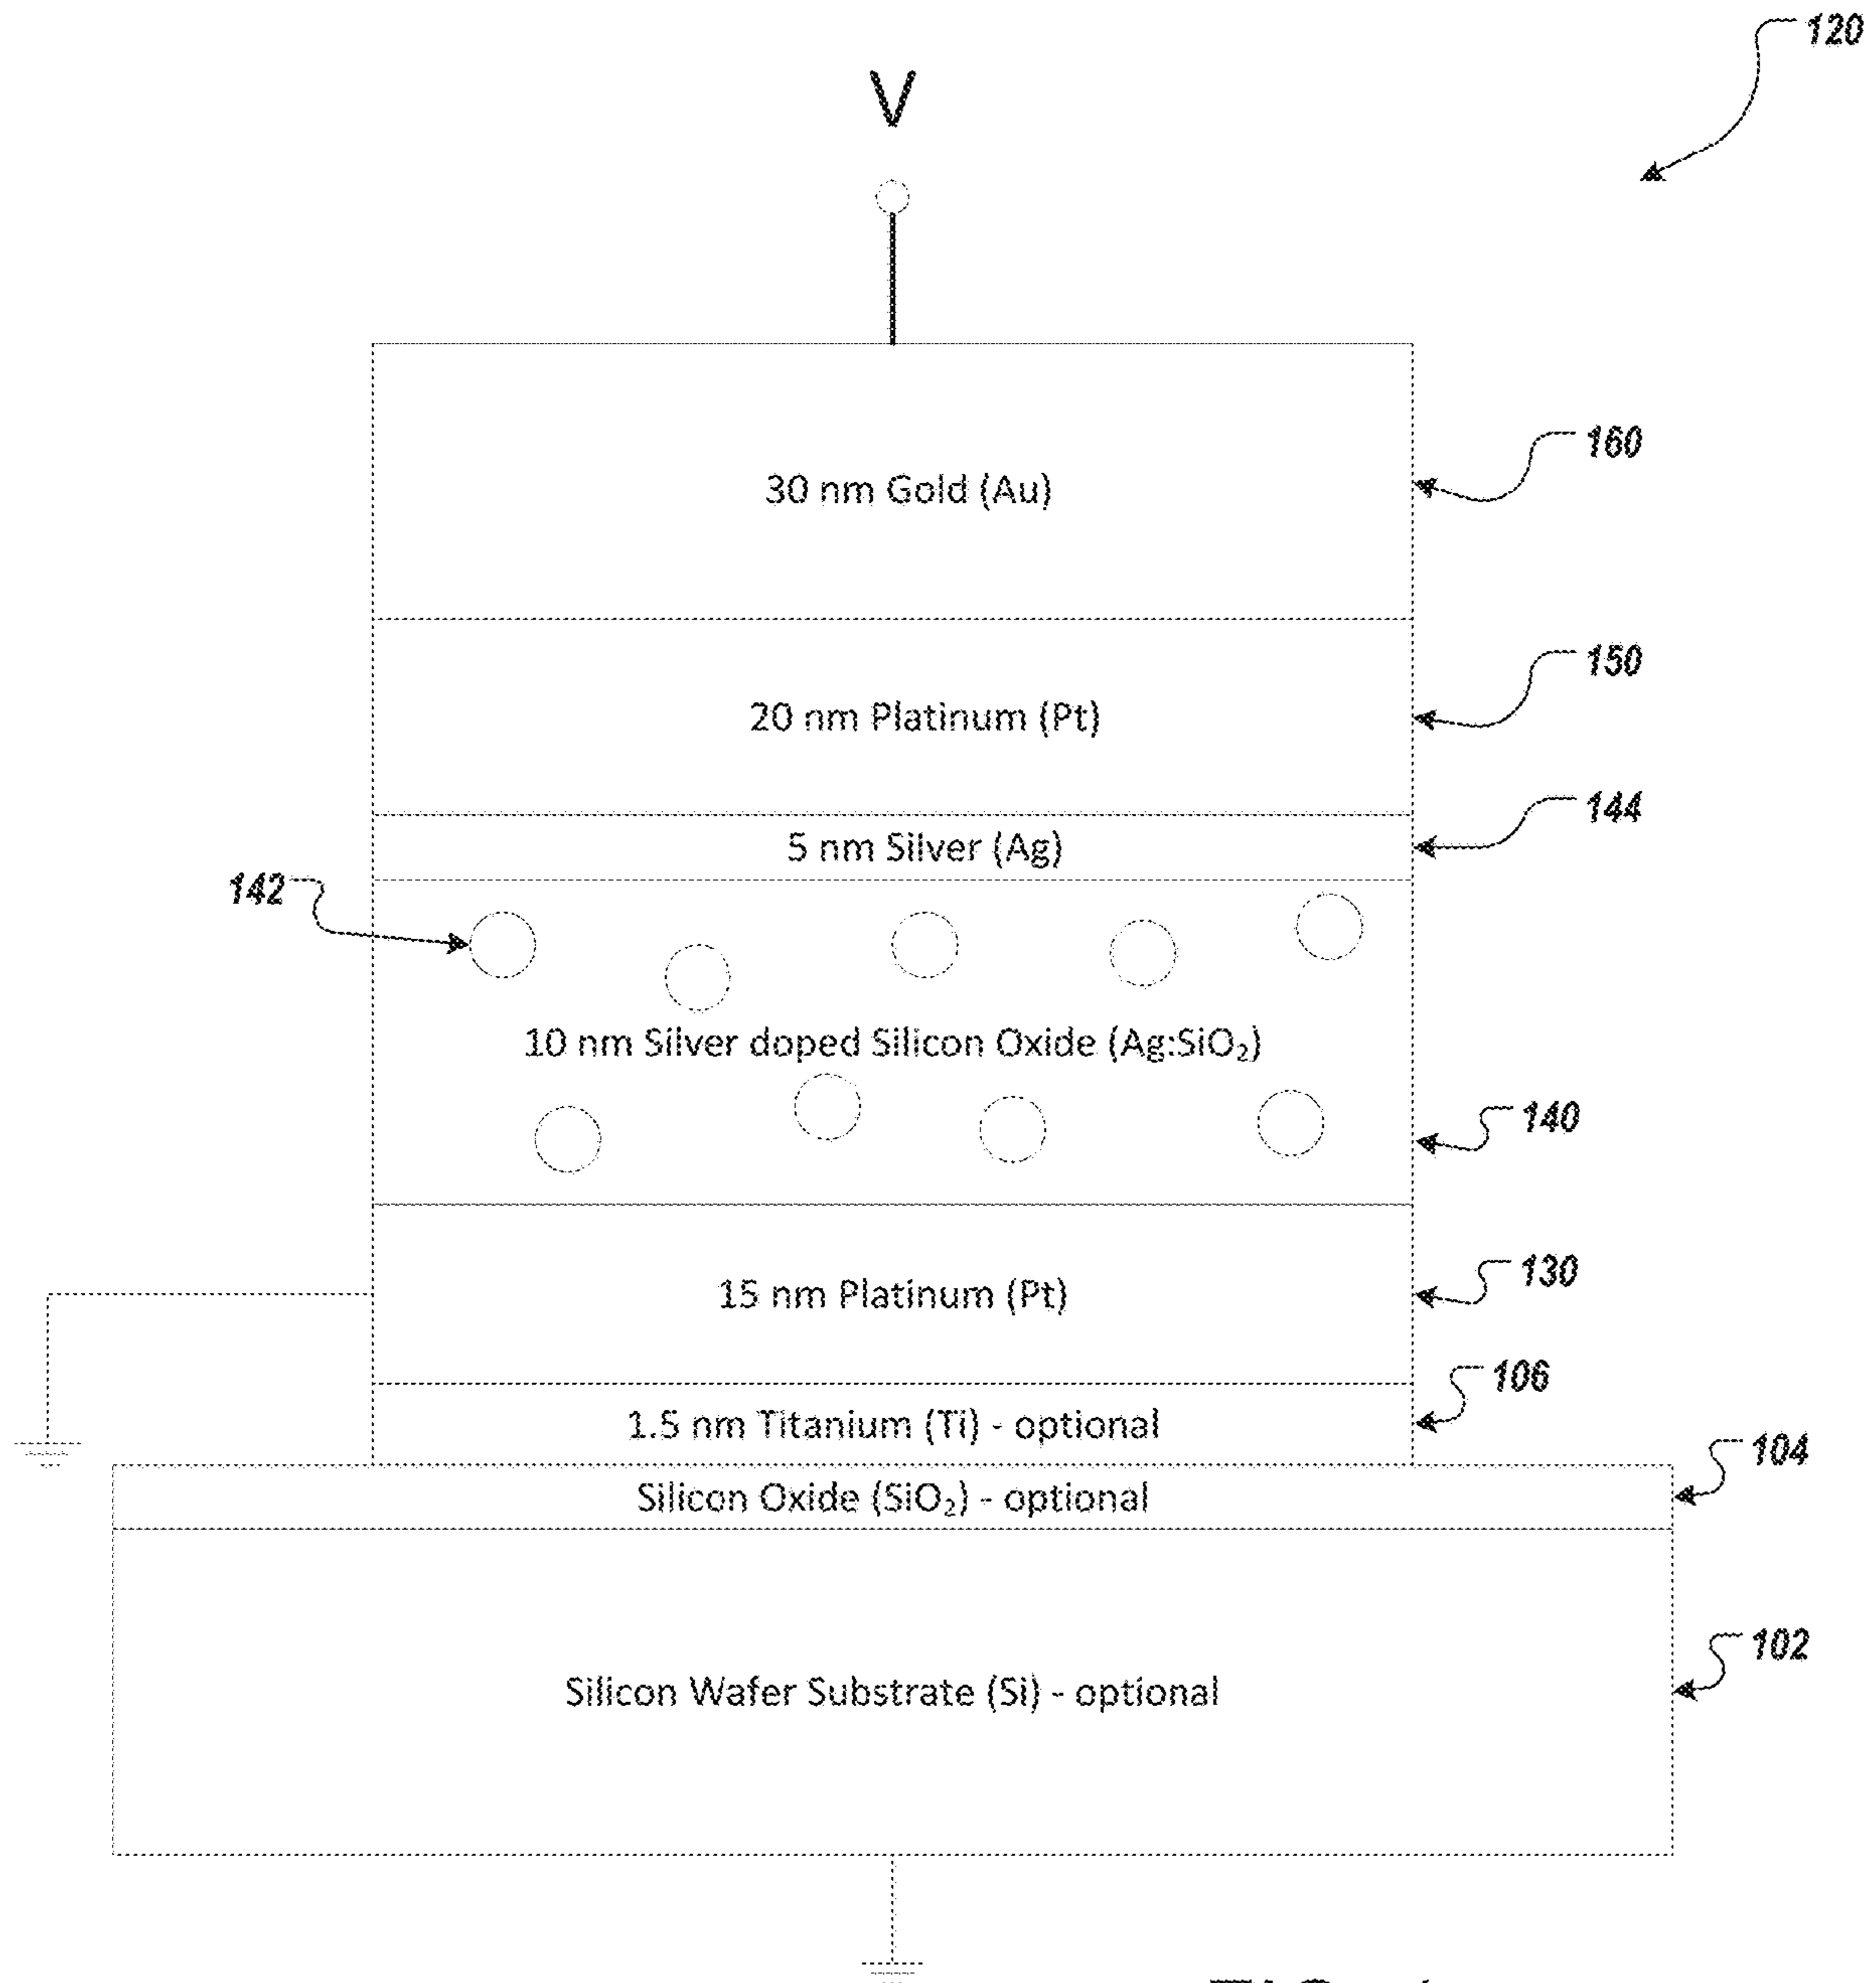 120
V
160
30 nm Gold (Au)
150
20 nm Platinum (Pt)
144
5 nm Silver (Ag)
142
10 nm Silver doped Silicon Oxide (Ag:SiO₂)
140
130
15 nm Platinum (Pt)
106
1.5 nm Titanium (Ti) - optional
104
Silicon Oxide (SiO₂) - optional
102
Silicon Wafer Substrate (Si) - optional